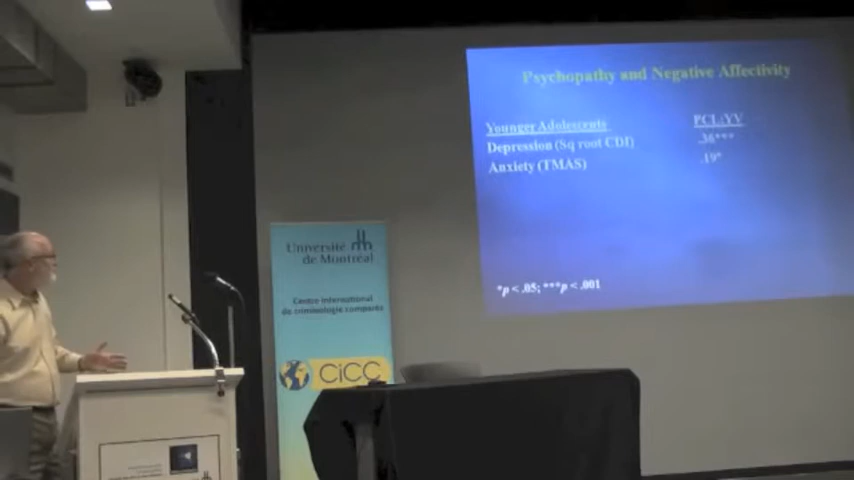 Psychopathy and Negative Affectivity
Younger Adolescents PCL:YV
Depression (Sq root CDI) .36***
Anxiety (TMAS) .19*
*p < .05; ***p < .001
Université
de Montréal
Centre international
de criminologie comparée
CiCC